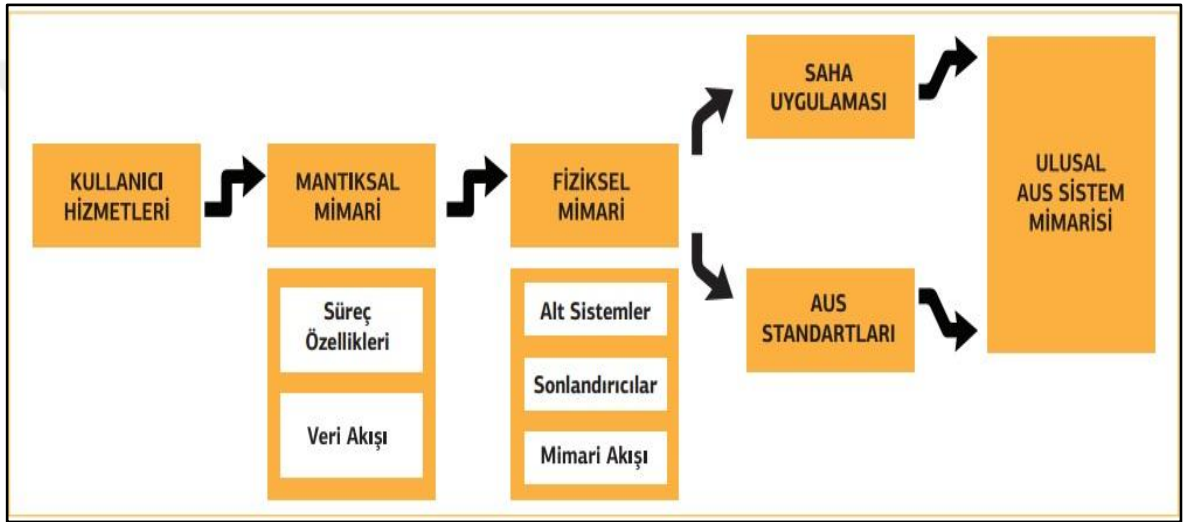 KULLANICI
HİZMETLERİ
MANTIKSAL
MİMARİ
Süreç
Özellikleri
Veri Akışı
FİZİKSEL
MİMARİ
Alt Sistemler
Sonlandırıcılar
Mimari Akışı
SAHA
UYGULAMASI
AUS
STANDARTLARI
ULUSAL
AUS SİSTEM
MİMARİSİ